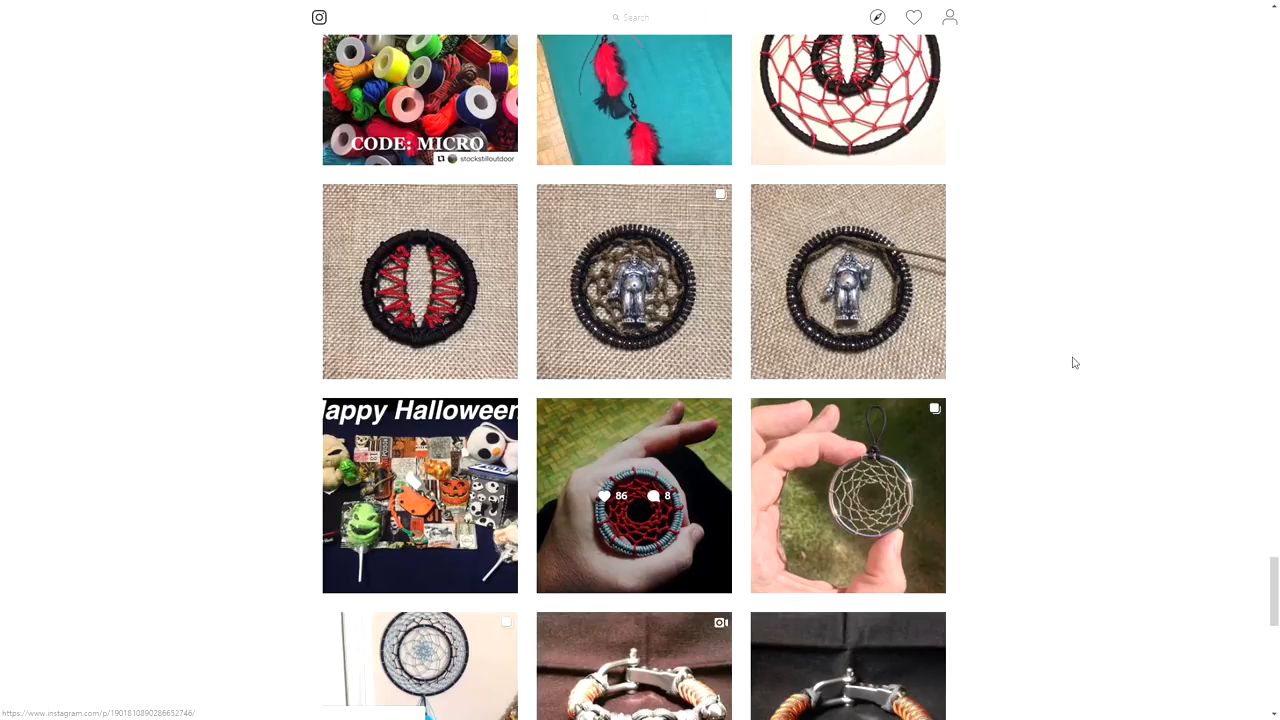 Search
CODE: MICRO
stockstilloutdoor
appy Halloween
86 8
https://www.instagram.com/p/1901810890286652746/